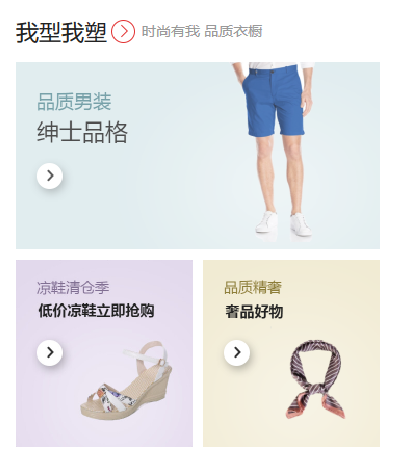 我型我塑
时尚有我 品质衣橱
品质男装
绅士品格
凉鞋清仓季
低价凉鞋立即抢购
品质精奢
奢品好物